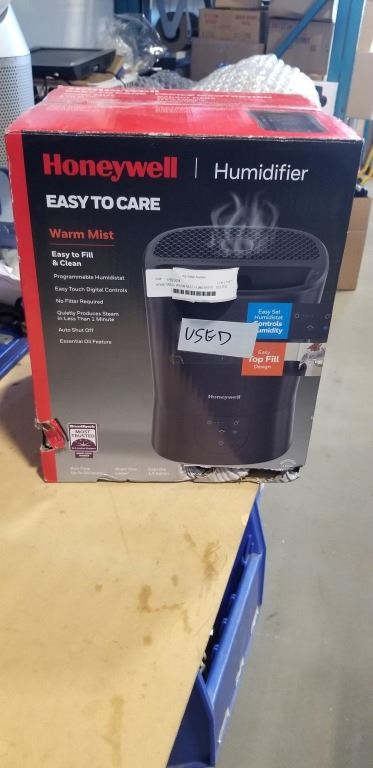 Honeywell | Humidifier
EASY TO CARE
Warm Mist
Easy to Fill
& Clean
Programmable Humidistat
Easy Touch Digital Controls
No Filter Required
Quietly Produces Steam
in Less Than 1 Minute
Auto Shut Off
Essential Oil Feature
USED
Easy Set
Humidistat
Controls
Humidity
Easy
Top Fill
Design
Honeywell
MOST
TRUSTED
Run Time